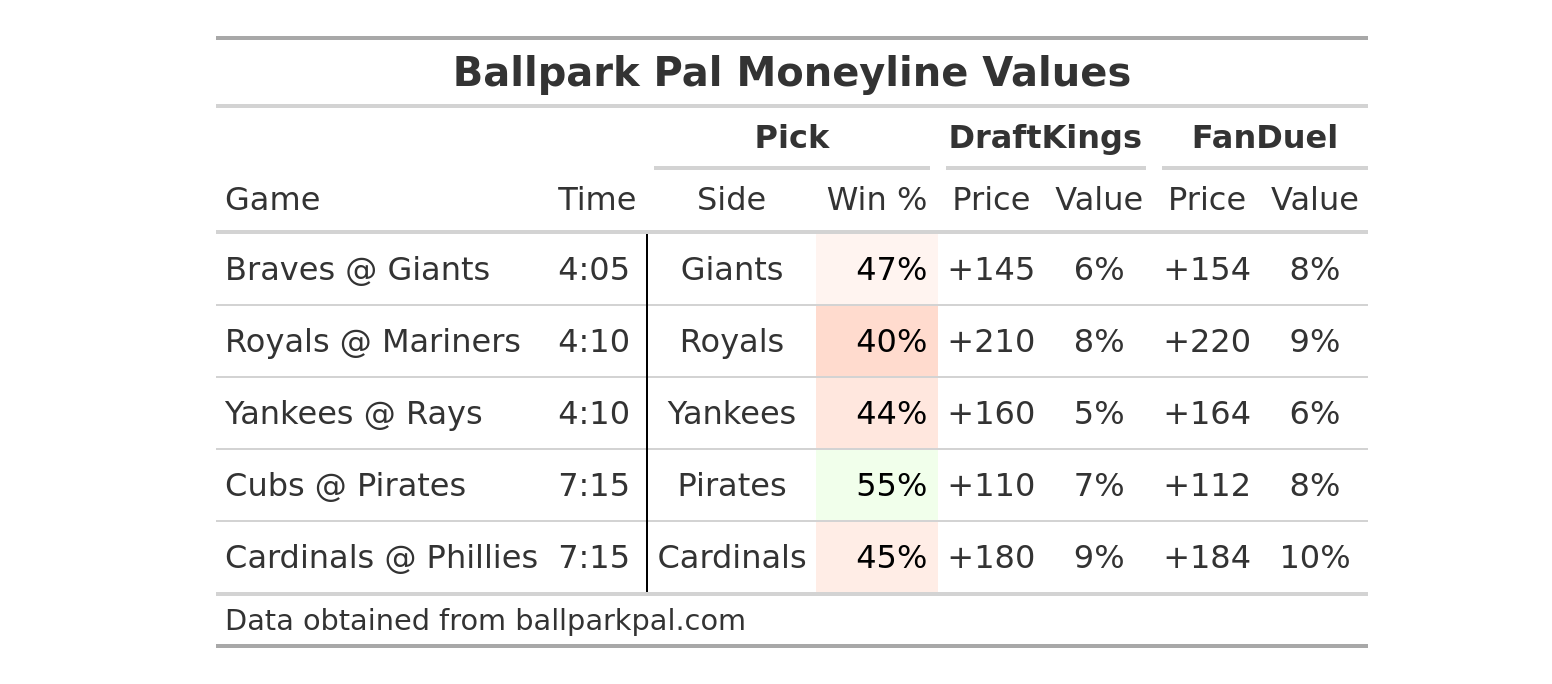 Ballpark Pal Moneyline Values
Pick DraftKings FanDuel
Game Time Side Win % Price Value Price Value
Braves @ Giants 4:05 Giants 47% +145 6% +154 8%
Royals @ Mariners 4:10 Royals 40% +210 8% +220 9%
Yankees @ Rays 4:10 Yankees 44% +160 5% +164 6%
Cubs @ Pirates 7:15 Pirates 55% +110 7% +112 8%
Cardinals @ Phillies 7:15 Cardinals 45% +180 9% +184 10%
Data obtained from ballparkpal.com